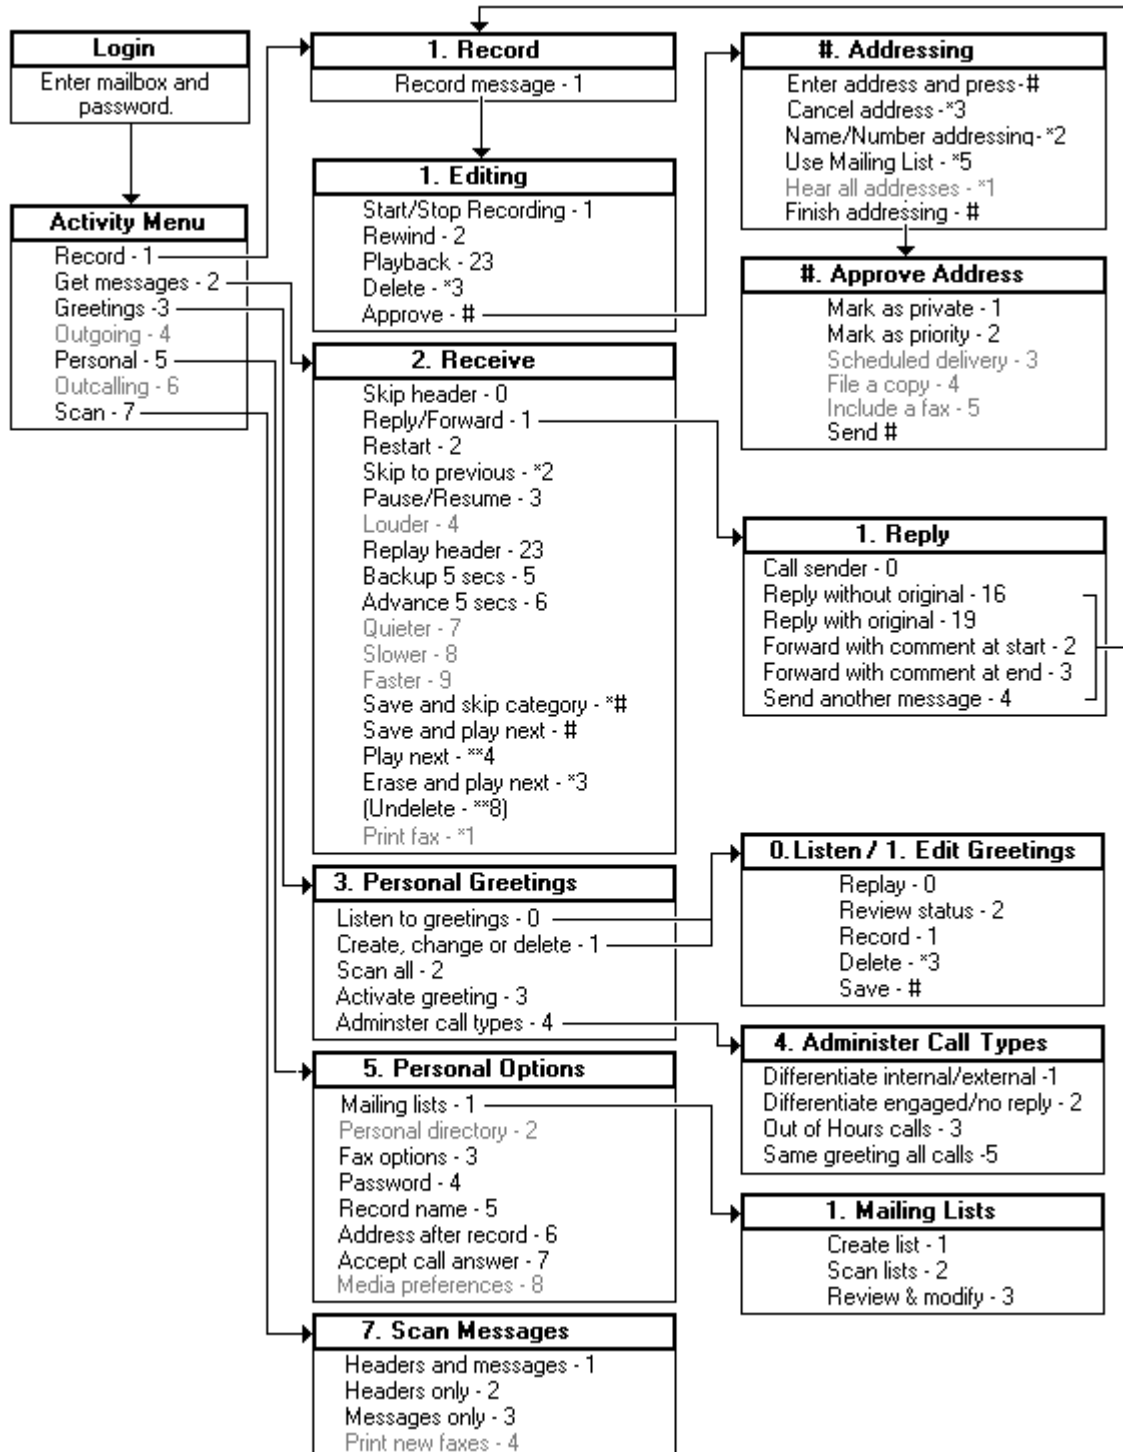 Login
Enter mailbox and
password.
Activity Menu
Record - 1
Get messages - 2
Greetings -3
Outgoing - 4
Personal - 5
Outcalling - 6
Scan - 7
1. Record
Record message - 1
1. Editing
Start/Stop Recording - 1
Rewind - 2
Playback - 23
Delete - *3
Approve - #
2. Receive
Skip header - 0
Reply/Forward - 1
Restart - 2
Skip to previous - *2
Pause/Resume - 3
Louder - 4
Replay header - 23
Backup 5 secs - 5
Advance 5 secs - 6
Quieter - 7
Slower - 8
Faster - 9
Save and skip category - *#
Save and play next - #
Play next - **4
Erase and play next - *3
(Undelete - **8)
Print fax - *1
3. Personal Greetings
Listen to greetings - 0
Create, change or delete - 1
Scan all - 2
Activate greeting - 3
Adminster call types - 4
5. Personal Options
Mailing lists - 1
Personal directory - 2
Fax options - 3
Password - 4
Record name - 5
Address after record - 6
Accept call answer - 7
Media preferences - 8
7. Scan Messages
Headers and messages - 1
Headers only - 2
Messages only - 3
Print new faxes - 4
#. Addressing
Enter address and press-#
Cancel address - *3
Name/Number addressing- *2
Use Mailing List - *5
Hear all addresses - *1
Finish addressing - #
#. Approve Address
Mark as private - 1
Mark as priority - 2
Scheduled delivery - 3
File a copy - 4
Include a fax - 5
Send #
1. Reply
Call sender - 0
Reply without original - 16
Reply with original - 19
Forward with comment at start - 2
Forward with comment at end - 3
Send another message - 4
0. Listen / 1. Edit Greetings
Replay - 0
Review status - 2
Record - 1
Delete - *3
Save - #
4. Administer Call Types
Differentiate internal/external -1
Differentiate engaged/no reply - 2
Out of Hours calls - 3
Same greeting all calls -5
1. Mailing Lists
Create list - 1
Scan lists - 2
Review & modify - 3